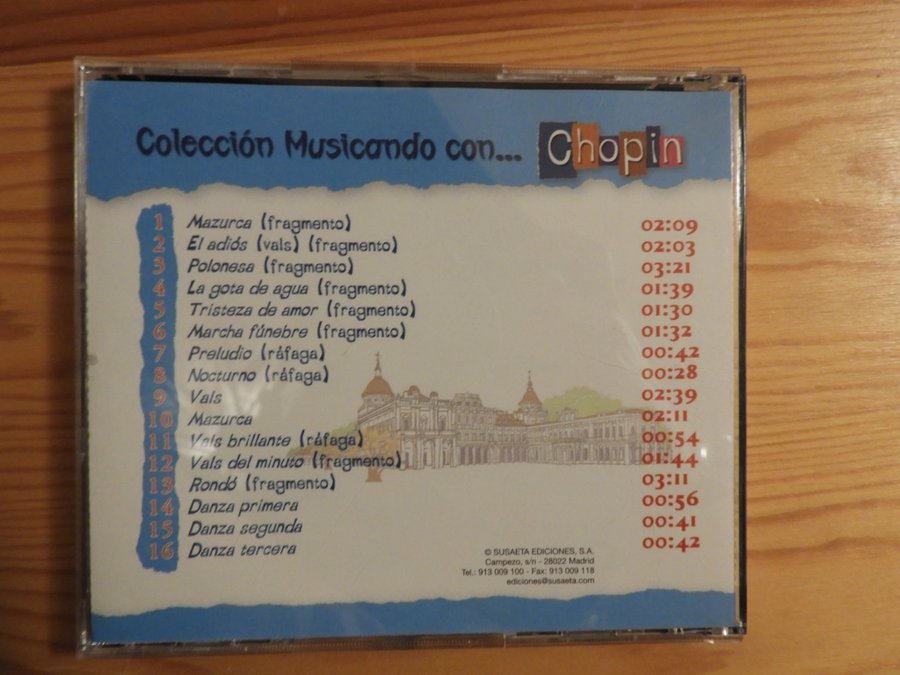 Colección Musicando con... Chopin
1 Mazurca (fragmento) 02:09
2 El adiós (vals) (fragmento) 02:03
3 Polonesa (fragmento) 03:21
4 La gota de agua (fragmento) 01:39
5 Tristeza de amor (fragmento) 01:30
6 Marcha fúnebre (fragmento) 01:32
7 Preludio (ráfaga) 00:42
8 Nocturno (ráfaga) 00:28
9 Vals 02:39
10 Mazurca 02:11
11 Vals brillante (ráfaga) 00:54
12 Vals del minuto (fragmento) 01:44
13 Rondó (fragmento) 03:11
14 Danza primera 00:56
15 Danza segunda 00:41
16 Danza tercera 00:42
© SUSAETA EDICIONES, S.A.
Campezo, s/n - 28022 Madrid
Tel.: 913 009 100 - Fax: 913 009 118
ediciones@susaeta.com